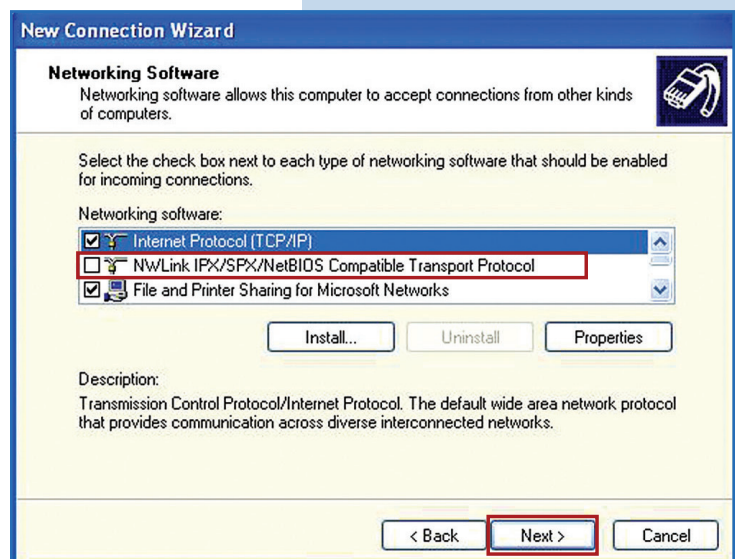 New Connection Wizard
Networking Software
Networking software allows this computer to accept connections from other kinds
of computers.
Select the check box next to each type of networking software that should be enabled
for incoming connections.
Networking software:
Internet Protocol (TCP/IP)
NWLink IPX/SPX/NetBIOS Compatible Transport Protocol
File and Printer Sharing for Microsoft Networks
Install... Uninstall Properties
Description:
Transmission Control Protocol/Internet Protocol. The default wide area network protocol
that provides communication across diverse interconnected networks.
< Back Next > Cancel